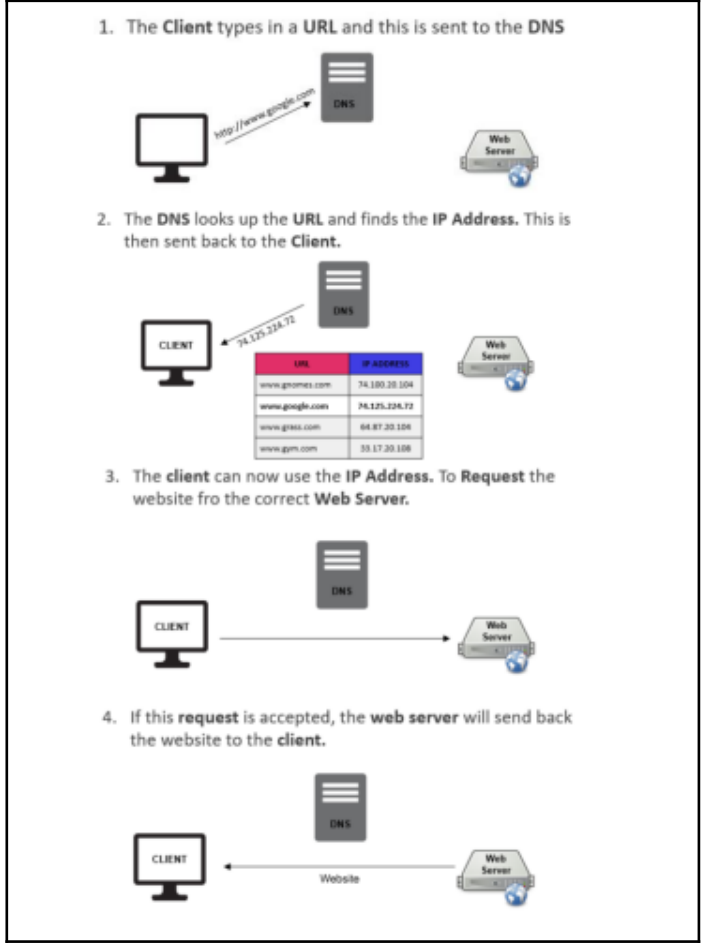 1. The Client types in a URL and this is sent to the DNS
http://www.google.com
DNS
Web
Server
2. The DNS looks up the URL and finds the IP Address. This is
then sent back to the Client.
DNS
74.125.224.72
CLIENT
Web
Server
URL IP ADDRESS
www.gnomes.com 74.100.20.104
www.google.com 74.125.224.72
www.grass.com 64.87.20.104
www.gym.com 33.17.20.108
3. The client can now use the IP Address. To Request the
website fro the correct Web Server.
DNS
CLIENT
Web
Server
4. If this request is accepted, the web server will send back
the website to the client.
DNS
CLIENT
Web
Server
Website